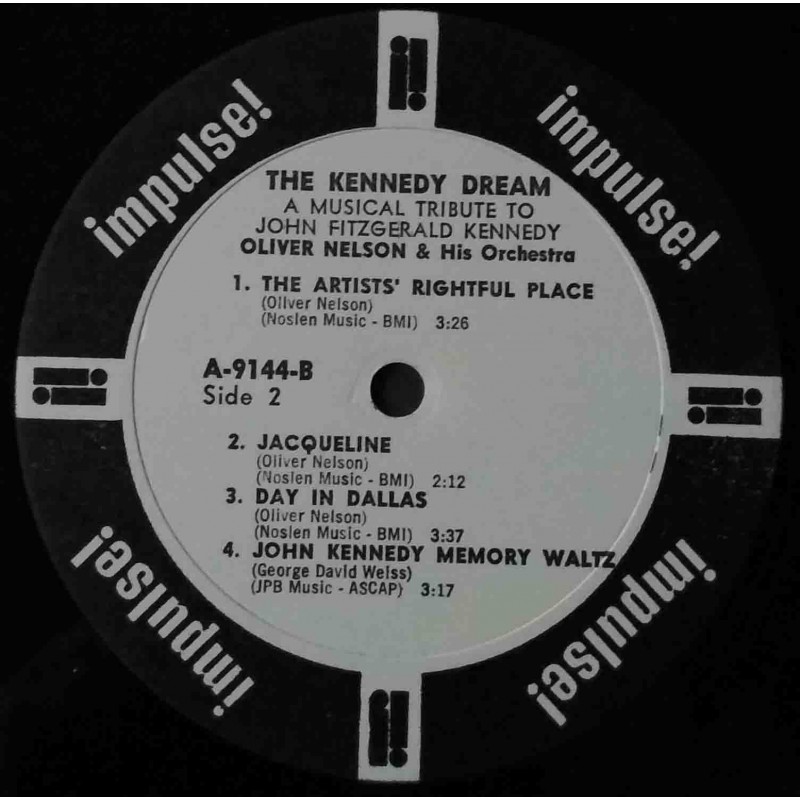 impulse!
impulse!
THE KENNEDY DREAM
A MUSICAL TRIBUTE TO
JOHN FITZGERALD KENNEDY
OLIVER NELSON & His Orchestra
1. THE ARTISTS' RIGHTFUL PLACE
(Oliver Nelson)
(Noslen Music - BMI) 3:26
A-9144-B
Side 2
2. JACQUELINE
(Oliver Nelson)
(Noslen Music - BMI) 2:12
3. DAY IN DALLAS
(Oliver Nelson)
(Noslen Music - BMI) 3:37
4. JOHN KENNEDY MEMORY WALTZ
(George David Weiss)
(JPB Music - ASCAP) 3:17
impulse!
impulse!